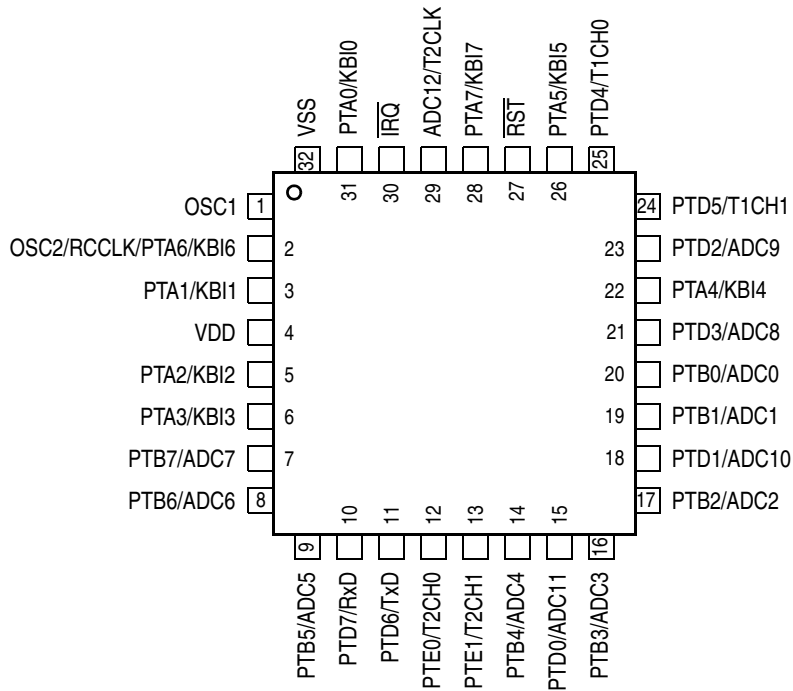 VSS
PTA0/KBI0
IRQ
ADC12/T2CLK
PTA7/KBI7
RST
PTA5/KBI5
PTD4/T1CH0
32
31
30
29
28
27
26
25
OSC1 1
OSC2/RCCLK/PTA6/KBI6 2
PTA1/KBI1 3
VDD 4
PTA2/KBI2 5
PTA3/KBI3 6
PTB7/ADC7 7
PTB6/ADC6 8
24 PTD5/T1CH1
23 PTD2/ADC9
22 PTA4/KBI4
21 PTD3/ADC8
20 PTB0/ADC0
19 PTB1/ADC1
18 PTD1/ADC10
17 PTB2/ADC2
9
10
11
12
13
14
15
16
PTB5/ADC5
PTD7/RxD
PTD6/TxD
PTE0/T2CH0
PTE1/T2CH1
PTB4/ADC4
PTD0/ADC11
PTB3/ADC3